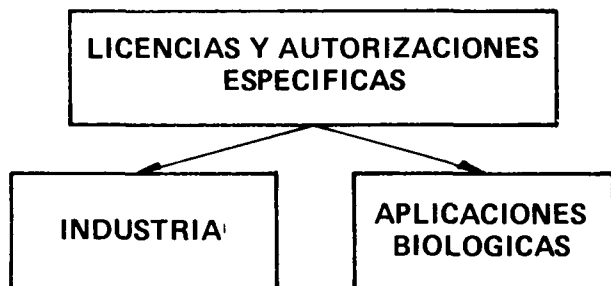 LICENCIAS Y AUTORIZACIONES
ESPECIFICAS
INDUSTRIA
APLICACIONES
BIOLOGICAS